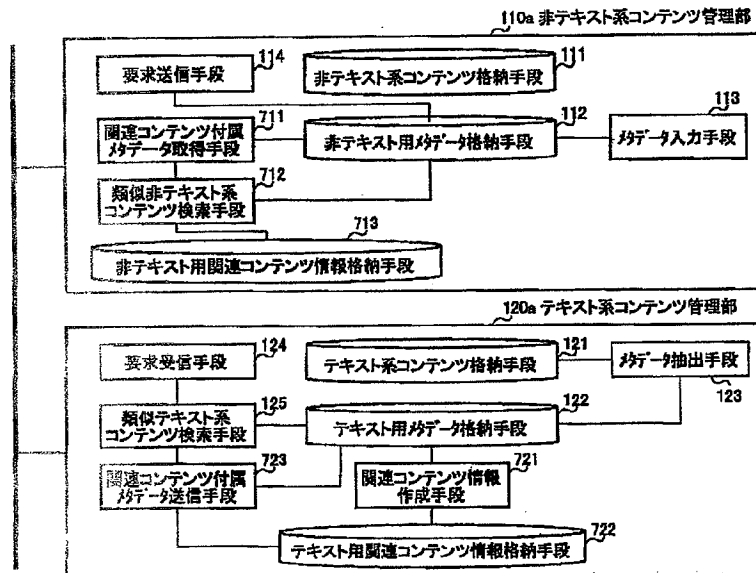 110a 非テキスト系コンテンツ管理部
114
要求送信手段
111
非テキスト系コンテンツ格納手段
113
メタデータ入力手段
711
関連コンテンツ付属
メタデータ取得手段
112
非テキスト用メタデータ格納手段
712
類似非テキスト系
コンテンツ検索手段
713
非テキスト用関連コンテンツ情報格納手段
120a テキスト系コンテンツ管理部
124
要求受信手段
121
テキスト系コンテンツ格納手段
メタデータ抽出手段
123
125
類似テキスト系
コンテンツ検索手段
122
テキスト用メタデータ格納手段
723
関連コンテンツ付属
メタデータ送信手段
721
関連コンテンツ情報
作成手段
722
テキスト用関連コンテンツ情報格納手段